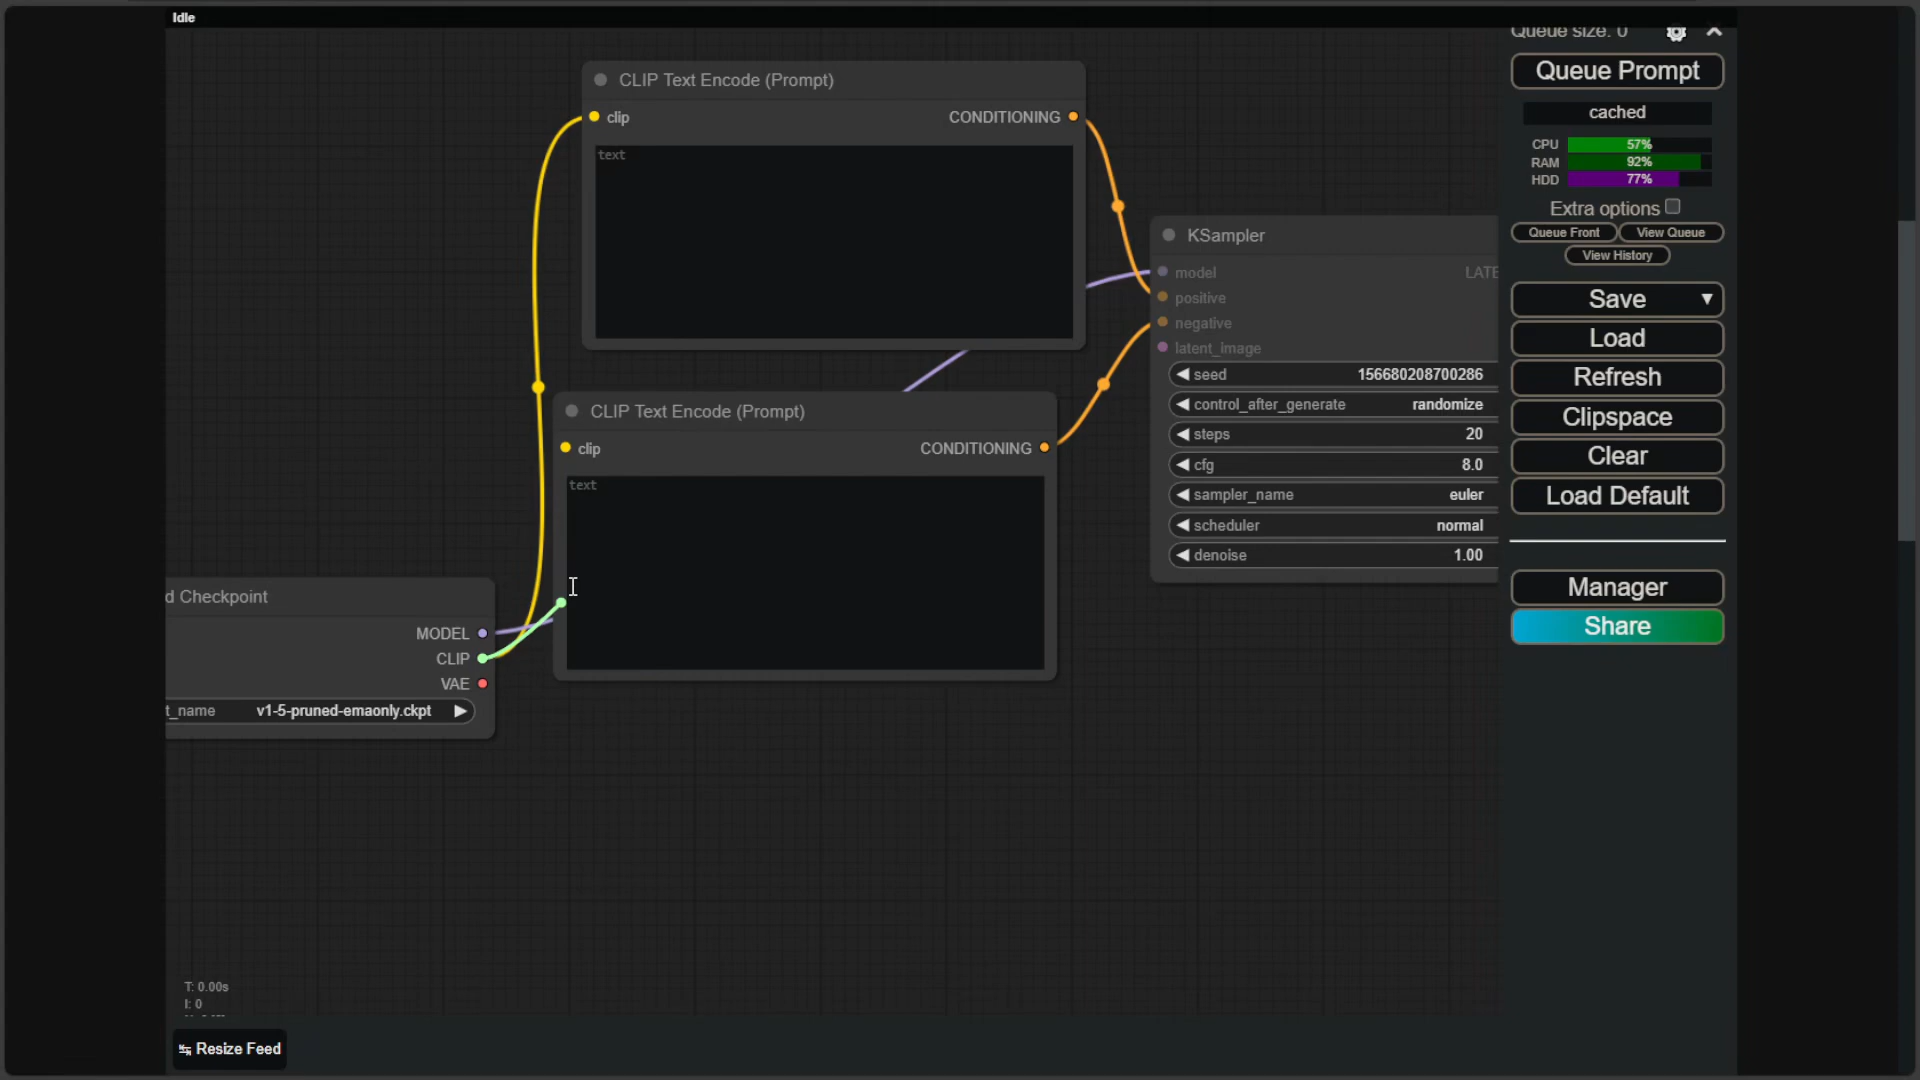 Idle
Queue size: 0
CLIP Text Encode (Prompt)
clip
CONDITIONING
text
Queue Prompt
cached
CPU 57%
RAM 92%
HDD 77%
Extra options
Queue Front
View Queue
View History
KSampler
model
LATE
positive
negative
latent_image
seed 156680208700286
control_after_generate randomize
steps 20
cfg 8.0
sampler_name euler
scheduler normal
denoise 1.00
Save
Load
Refresh
Clipspace
Clear
Load Default
Manager
Share
CLIP Text Encode (Prompt)
clip
CONDITIONING
text
d Checkpoint
MODEL
CLIP
VAE
t_name v1-5-pruned-emaonly.ckpt
T: 0.00s
I: 0
Resize Feed